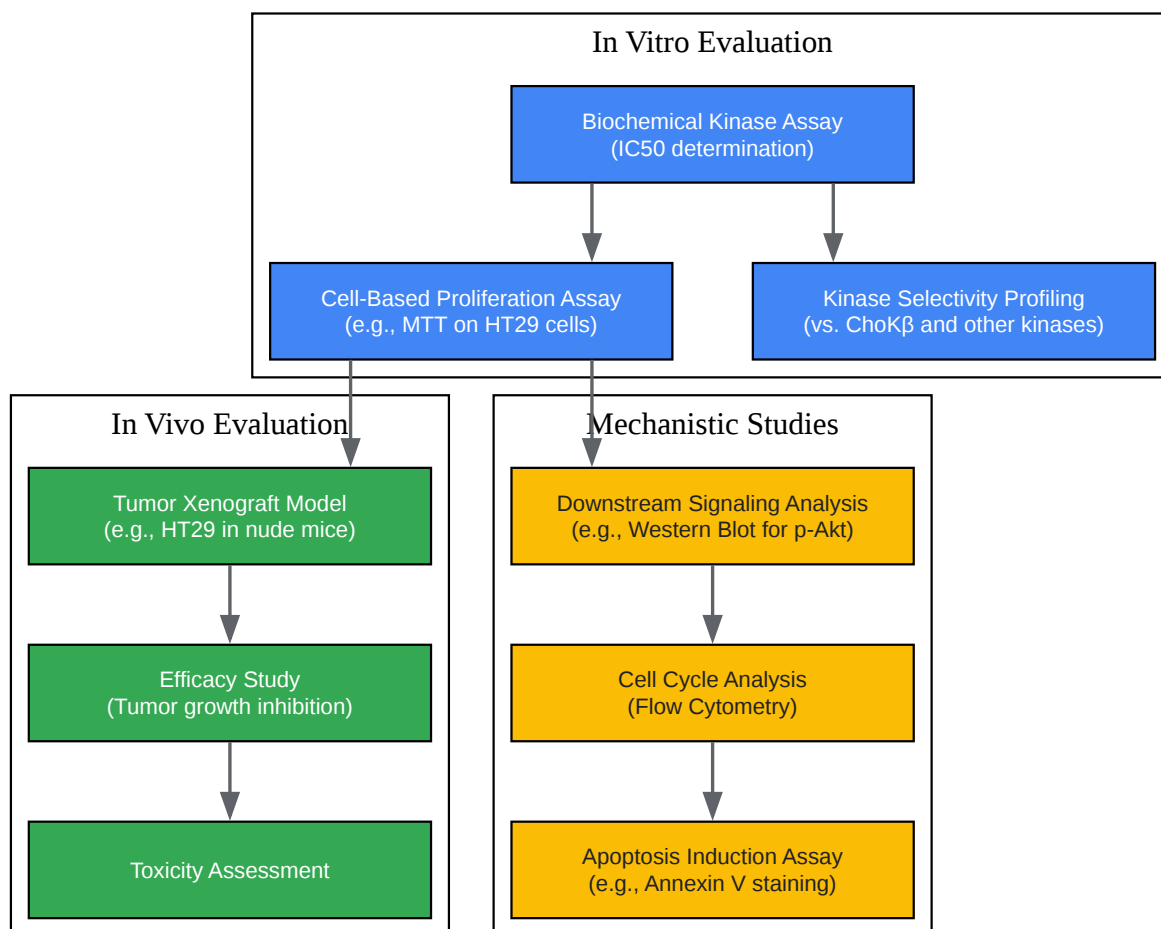 In Vitro Evaluation
Biochemical Kinase Assay
(IC50 determination)
Cell-Based Proliferation Assay
(e.g., MTT on HT29 cells)
Kinase Selectivity Profiling
(vs. ChoKβ and other kinases)
In Vivo Evaluation
Tumor Xenograft Model
(e.g., HT29 in nude mice)
Efficacy Study
(Tumor growth inhibition)
Toxicity Assessment
Mechanistic Studies
Downstream Signaling Analysis
(e.g., Western Blot for p-Akt)
Cell Cycle Analysis
(Flow Cytometry)
Apoptosis Induction Assay
(e.g., Annexin V staining)